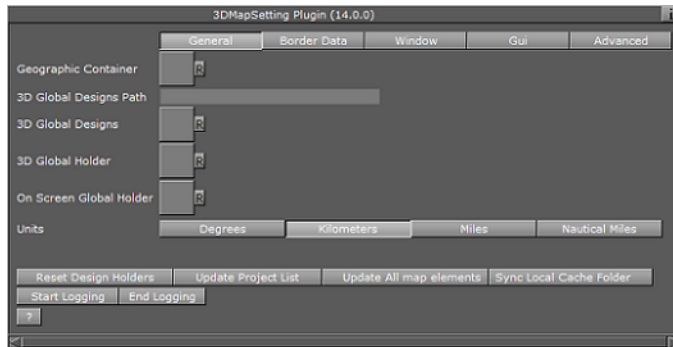 3DMapSetting Plugin (14.0.0)
General Border Data Window Gui Advanced
Geographic Container R
3D Global Designs Path
3D Global Designs R
3D Global Holder R
On Screen Global Holder R
Units Degrees Kilometers Miles Nautical Miles
Reset Design Holders Update Project List Update All map elements Sync Local Cache Folder
Start Logging End Logging
?